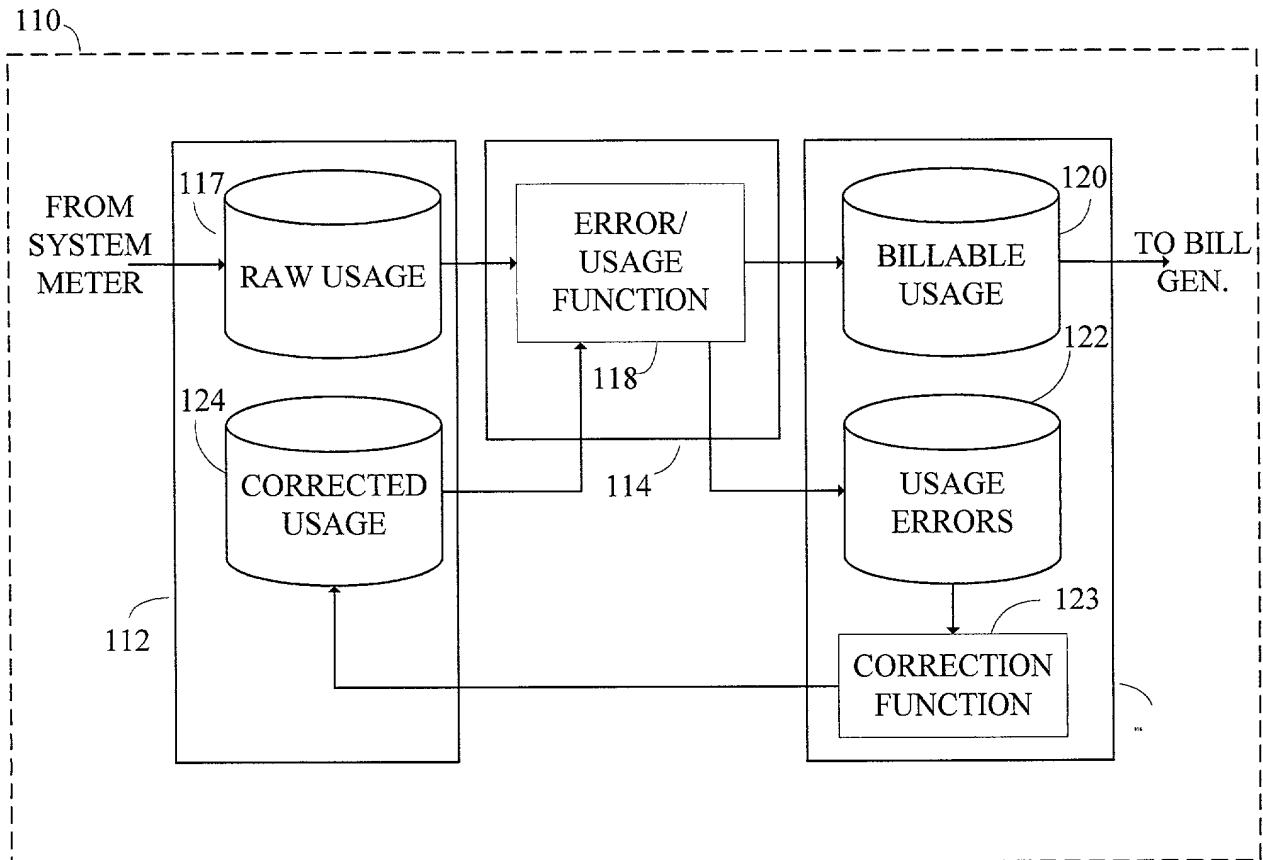 110
FROM
SYSTEM
METER
117
RAW USAGE
ERROR/
USAGE
FUNCTION
118
120
BILLABLE
USAGE
TO BILL
GEN.
122
124
CORRECTED
USAGE
114
USAGE
ERRORS
112
123
CORRECTION
FUNCTION